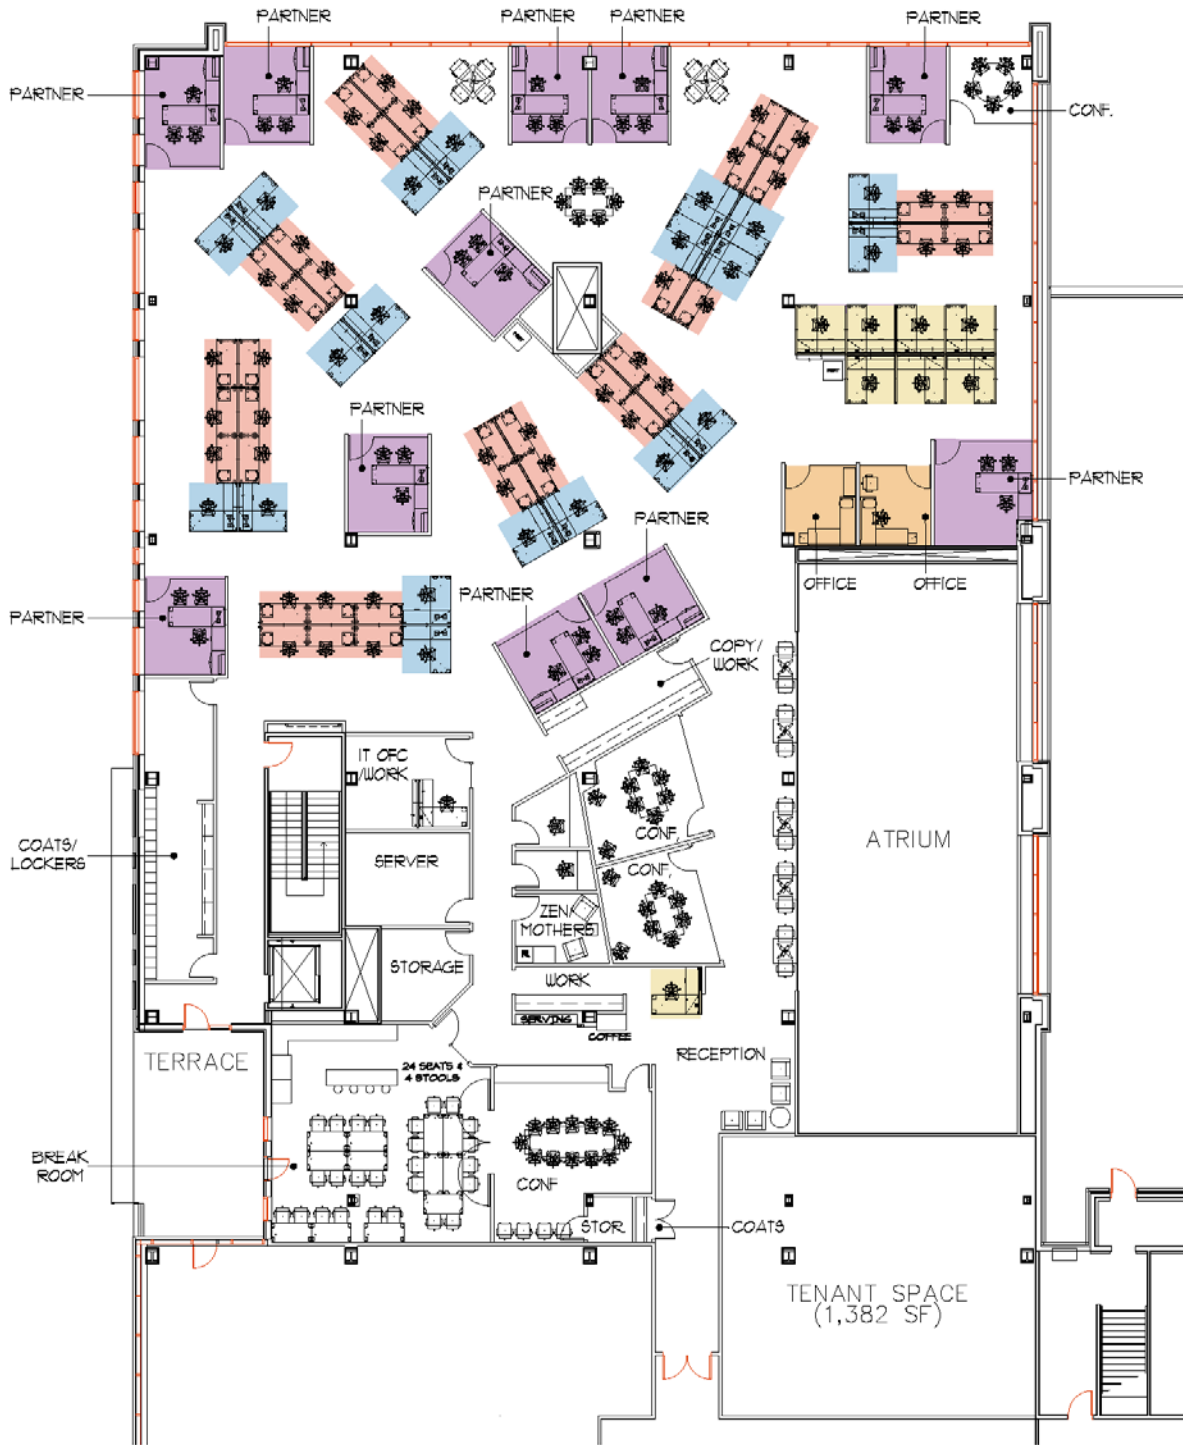 PARTNER
PARTNER
PARTNER
PARTNER
PARTNER
CONF.
PARTNER
PARTNER
PARTNER
PARTNER
OFFICE
OFFICE
PARTNER
PARTNER
COPY/
WORK
IT OFC
/WORK
CONF.
ATRIUM
COATS/
LOCKERS
SERVER
CONF.
ZEN/
MOTHERS
STORAGE
WORK
SERVING
COFFEE
RECEPTION
TERRACE
24 SEATS &
4 STOOLS
BREAK
ROOM
CONF
STOR.
COATS
TENANT SPACE
(1,382 SF)